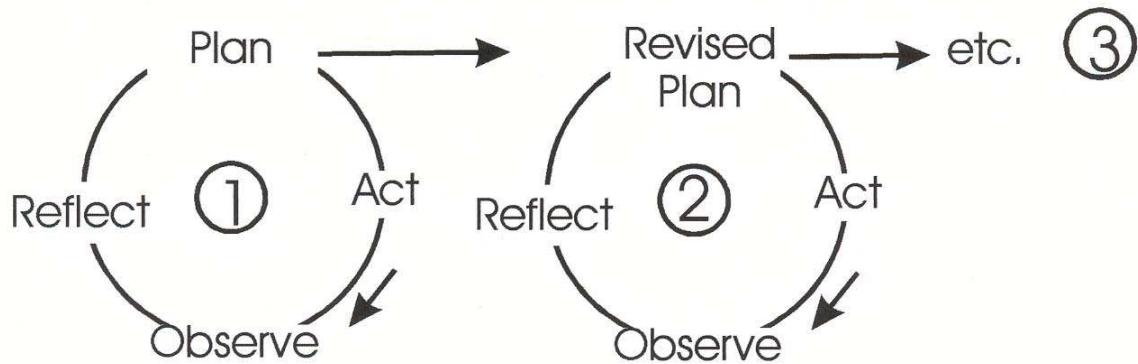 Plan
Reflect
1
Act
Observe
Revised
Plan
Reflect
2
Act
Observe
etc.
3